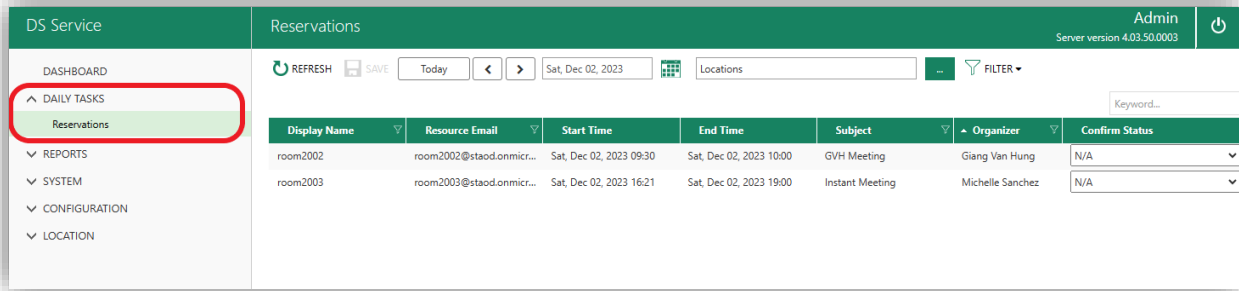 DS Service
Reservations
Admin
Server version 4.03.50.0003
DASHBOARD
DAILY TASKS
Reservations
REPORTS
SYSTEM
CONFIGURATION
LOCATION
REFRESH SAVE Today < > Sat, Dec 02, 2023 Locations ... FILTER
Keyword...
Display Name Resource Email Start Time End Time Subject Organizer Confirm Status
room2002 room2002@staod.onmicr... Sat, Dec 02, 2023 09:30 Sat, Dec 02, 2023 10:00 GVH Meeting Giang Van Hung N/A
room2003 room2003@staod.onmicr... Sat, Dec 02, 2023 16:21 Sat, Dec 02, 2023 19:00 Instant Meeting Michelle Sanchez N/A